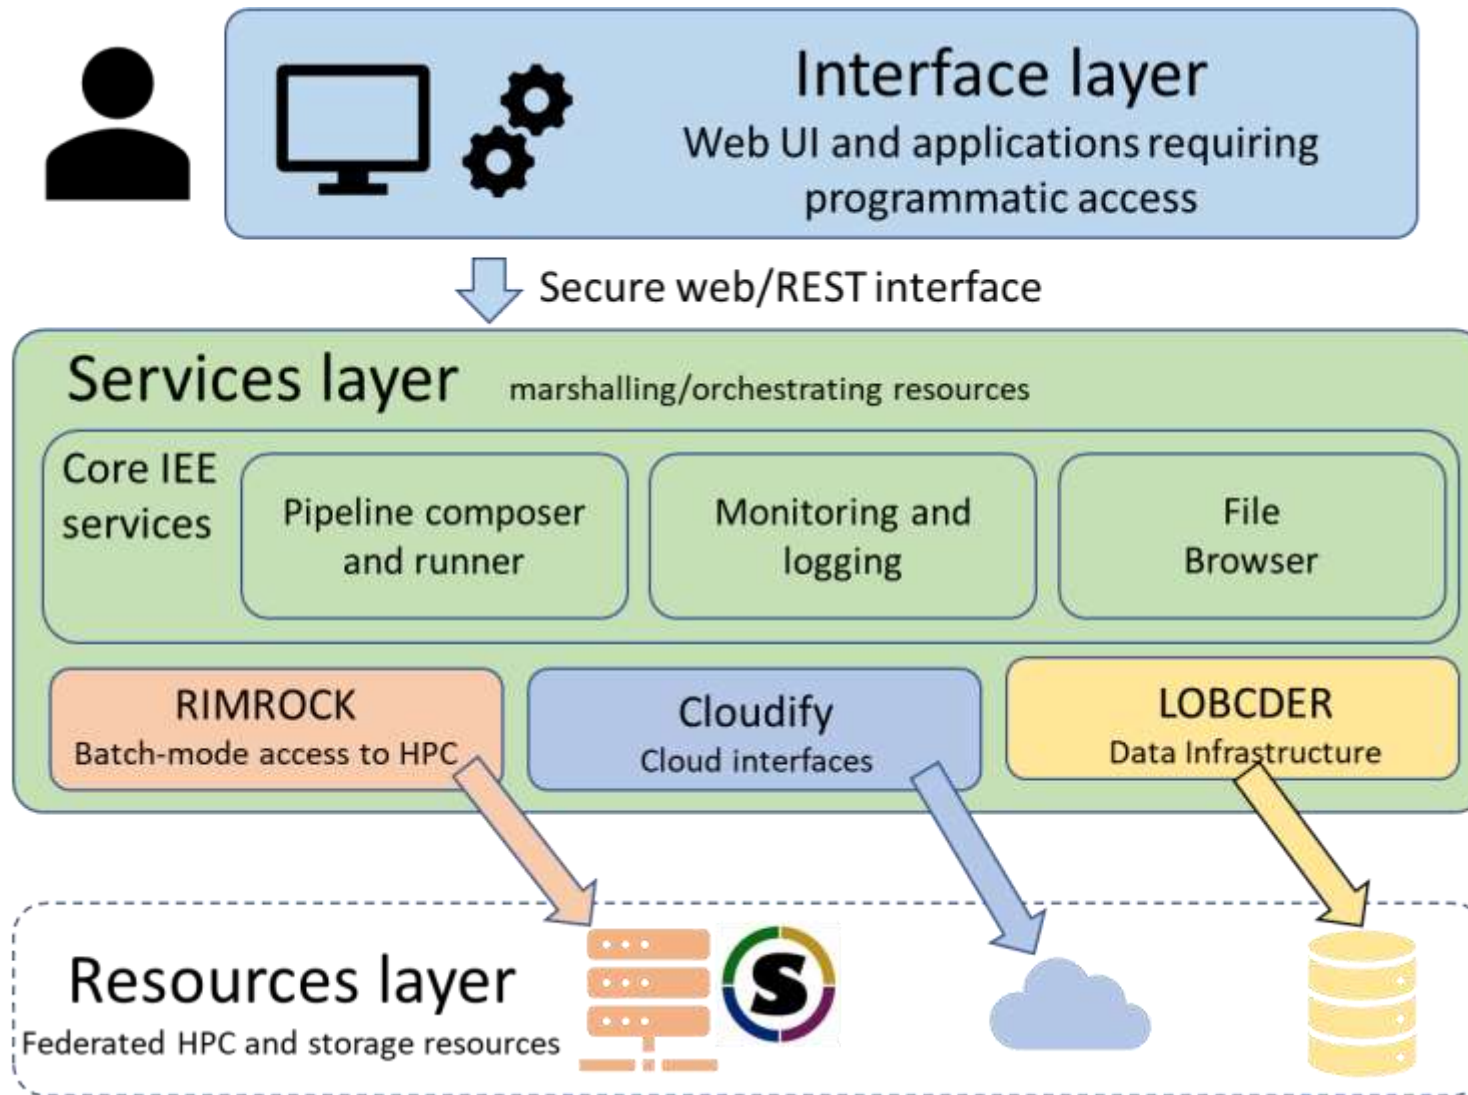 Interface layer
Web UI and applications requiring
programmatic access
Secure web/REST interface
Services layer
marshalling/orchestrating resources
Core IEE
services
Pipeline composer
and runner
Monitoring and
logging
File
Browser
RIMROCK
Batch-mode access to HPC
Cloudify
Cloud interfaces
LOBCDER
Data Infrastructure
Resources layer
Federated HPC and storage resources
S